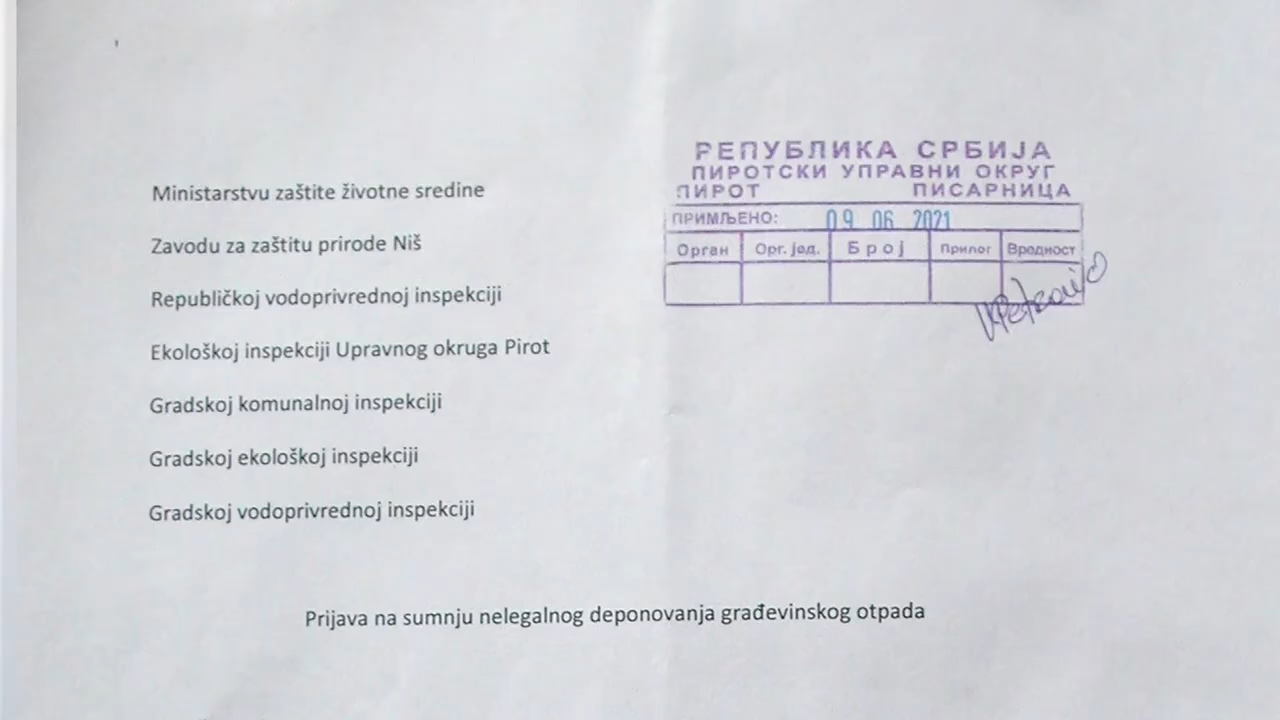 Ministarstvu zaštite životne sredine
Zavodu za zaštitu prirode Niš
Republičkoj vodoprivrednoj inspekciji
Ekološkoj inspekciji Upravnog okruga Pirot
Gradskoj komunalnoj inspekciji
Gradskoj ekološkoj inspekciji
Gradskoj vodoprivrednoj inspekciji
РЕПУБЛИКА СРБИЈА
ПИРОТСКИ УПРАВНИ ОКРУГ
ПИРОТ ПИСАРНИЦА
ПРИМЉЕНО: 09 06 2021
Орган Орг. јед. Број Прилог Вредност
Prijava na sumnju nelegalnog deponovanja građevinskog otpada